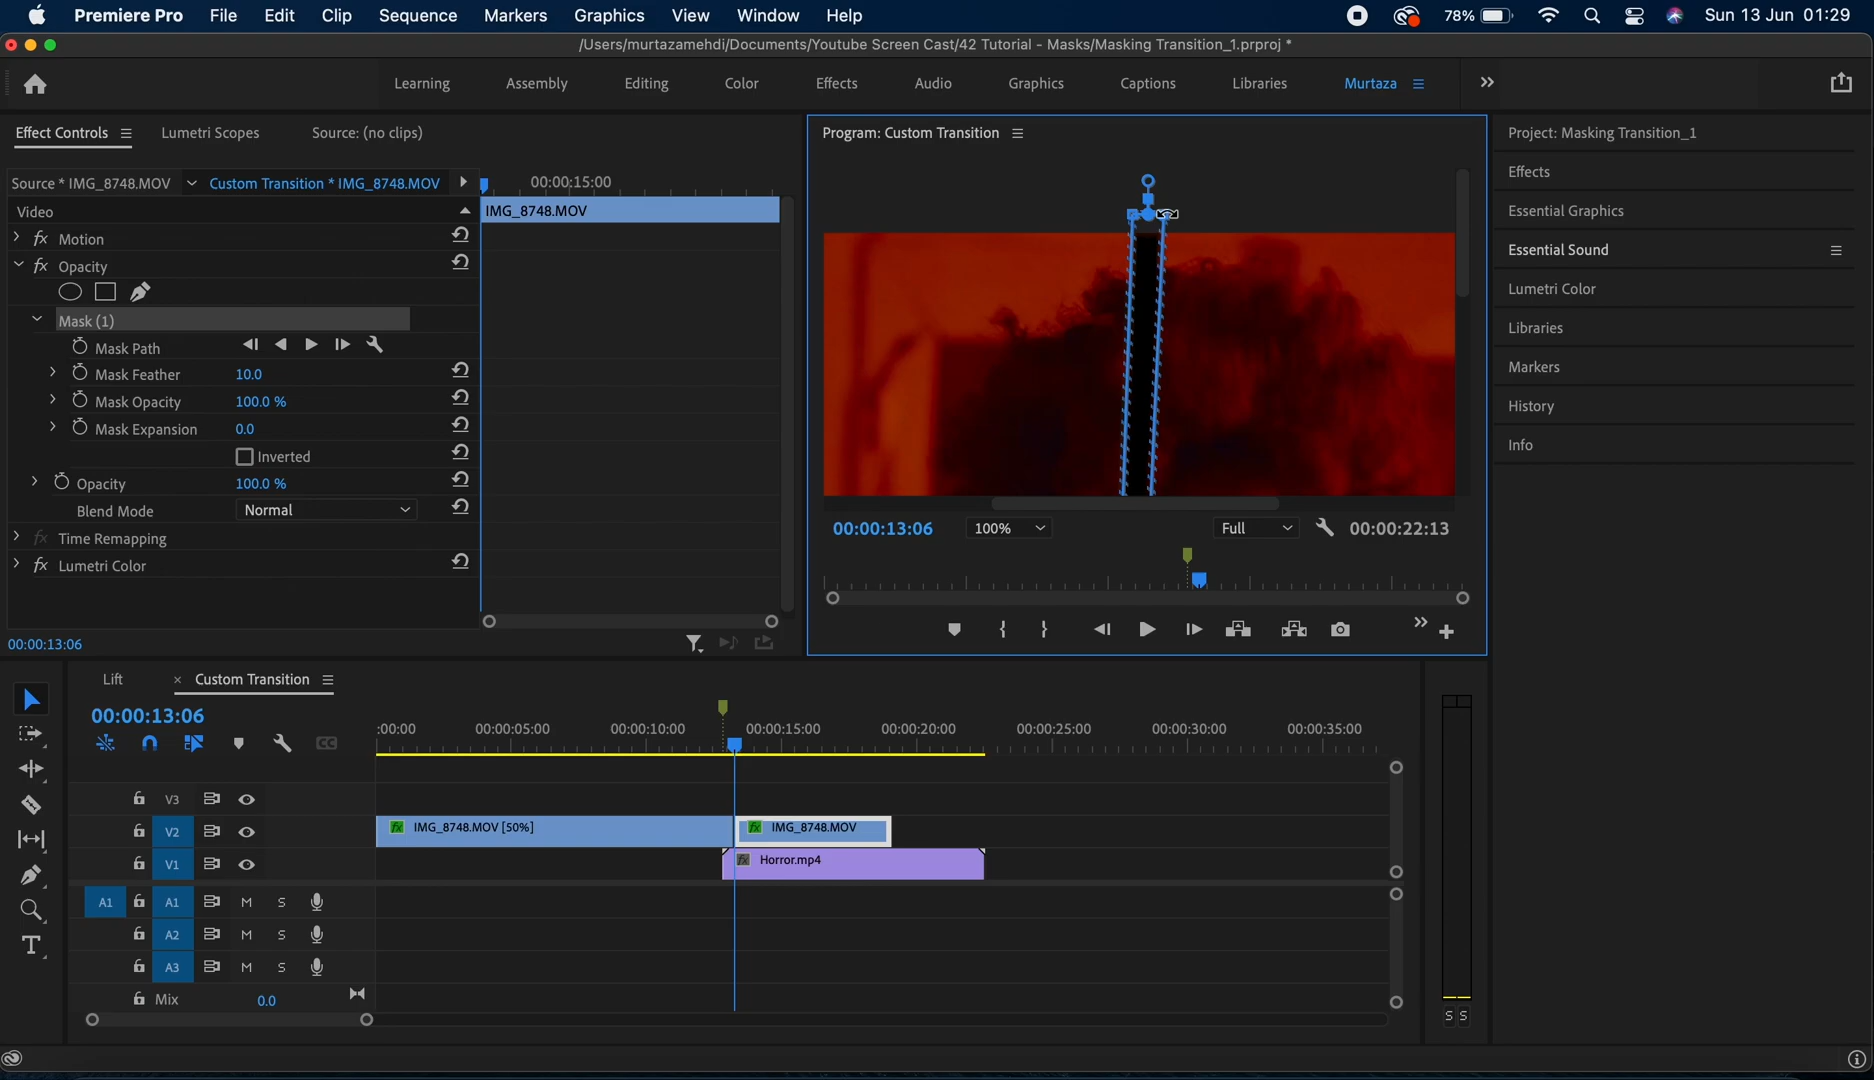 Premiere Pro File Edit Clip Sequence Markers Graphics View Window Help 78% Sun 13 Jun 01:29
/Users/murtazamehdi/Documents/Youtube Screen Cast/42 Tutorial - Masks/Masking Transition_1.prproj *
Learning Assembly Editing Color Effects Audio Graphics Captions Libraries Murtaza
Effect Controls Lumetri Scopes Source: (no clips)
Source * IMG_8748.MOV Custom Transition * IMG_8748.MOV
00:00:15:00
Video
IMG_8748.MOV
fx Motion
fx Opacity
Mask (1)
Mask Path
Mask Feather 10.0
Mask Opacity 100.0 %
Mask Expansion 0.0
Inverted
Opacity 100.0 %
Blend Mode Normal
fx Time Remapping
fx Lumetri Color
00:00:13:06
Program: Custom Transition
00:00:13:06 100% Full 00:00:22:13
Project: Masking Transition_1
Effects
Essential Graphics
Essential Sound
Lumetri Color
Libraries
Markers
History
Info
Lift × Custom Transition
00:00:13:06
:00:00 00:00:05:00 00:00:10:00 00:00:15:00 00:00:20:00 00:00:25:00 00:00:30:00 00:00:35:00
CC
V3
V2 fx IMG_8748.MOV [50%] fx IMG_8748.MOV
V1 fx Horror.mp4
A1 A1 M S
A2 M S
A3 M S
Mix 0.0
S S